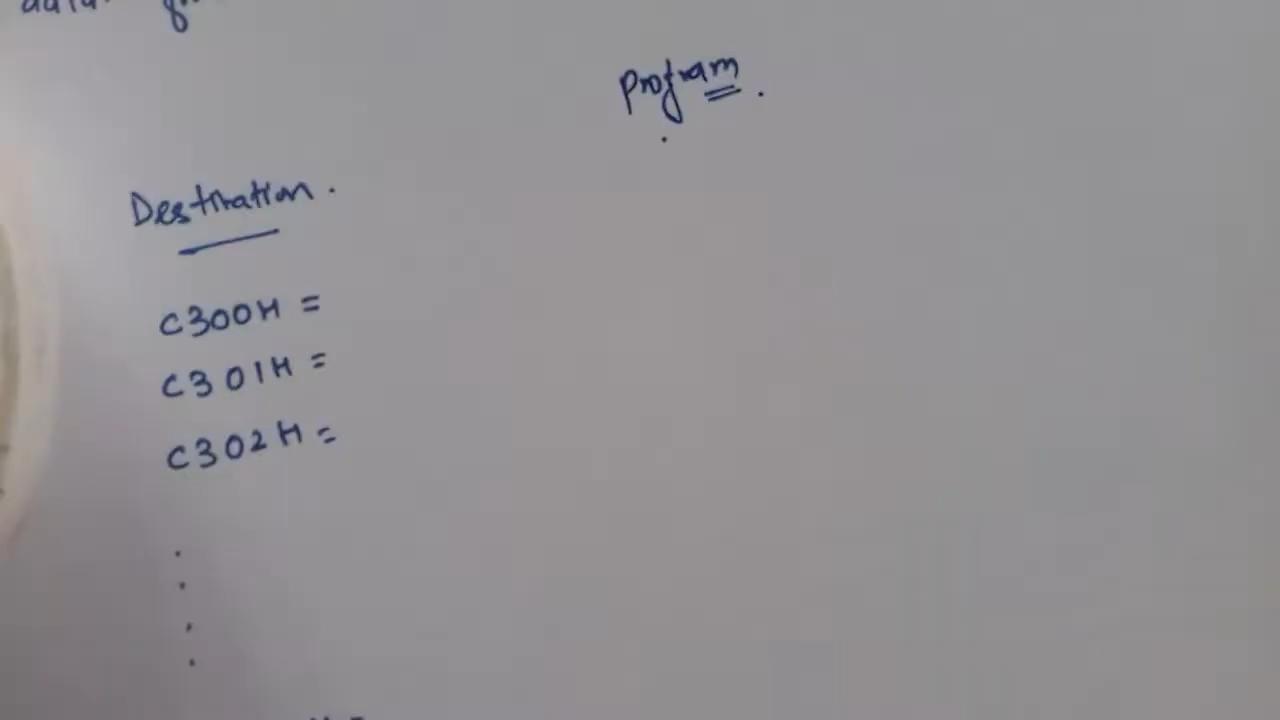 Program.
Destination.
C300H =
C301H =
C302H =